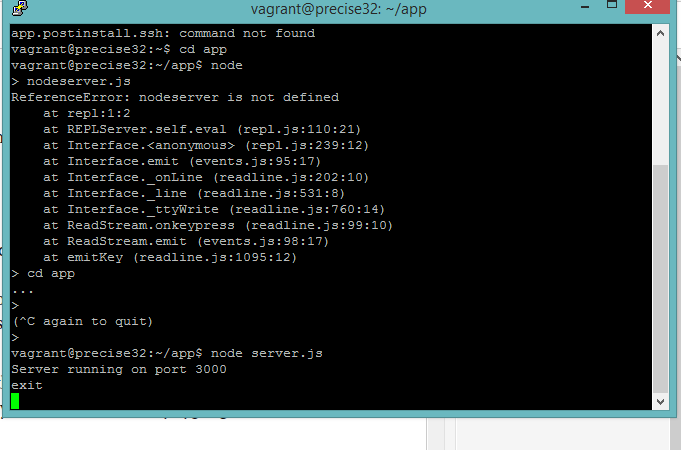 vagrant@precise32: ~/app
app.postinstall.ssh: command not found
vagrant@precise32:~$ cd app
vagrant@precise32:~/app$ node
> nodeserver.js
ReferenceError: nodeserver is not defined
    at repl:1:2
    at REPLServer.self.eval (repl.js:110:21)
    at Interface.<anonymous> (repl.js:239:12)
    at Interface.emit (events.js:95:17)
    at Interface._onLine (readline.js:202:10)
    at Interface._line (readline.js:531:8)
    at Interface._ttyWrite (readline.js:760:14)
    at ReadStream.onkeypress (readline.js:99:10)
    at ReadStream.emit (events.js:98:17)
    at emitKey (readline.js:1095:12)
> cd app
...
>
(^C again to quit)
>
vagrant@precise32:~/app$ node server.js
Server running on port 3000
exit